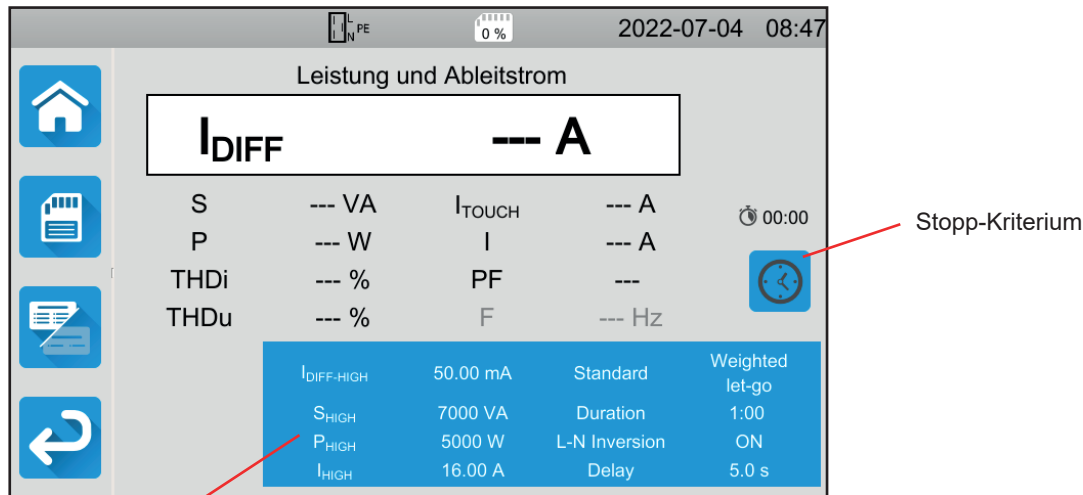 L N PE 0 % 2022-07-04 08:47
Leistung und Ableitstrom
IDIFF --- A
S --- VA ITOUCH --- A
00:00
Stopp-Kriterium
P --- W I --- A
THDi --- % PF ---
THDu --- % F --- Hz
IDIFF-HIGH 50.00 mA Standard Weighted let-go
SHIGH 7000 VA Duration 1:00
PHIGH 5000 W L-N Inversion ON
IHIGH 16.00 A Delay 5.0 s